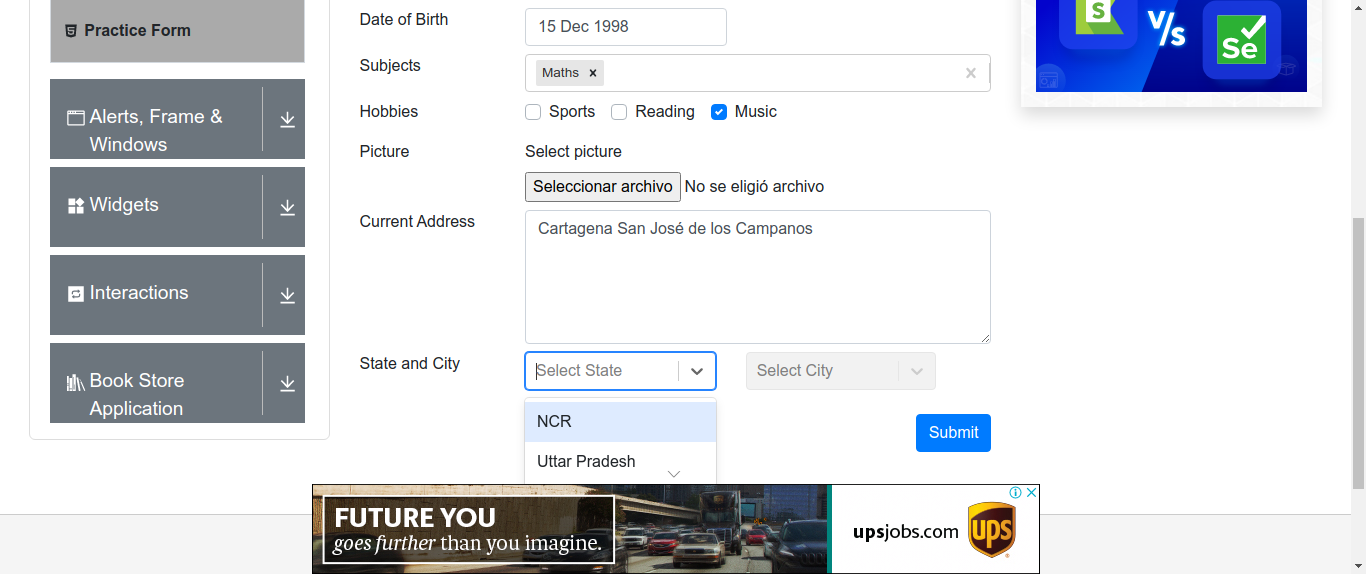 Practice Form
Alerts, Frame &
Windows
Widgets
Interactions
Book Store
Application
Date of Birth
15 Dec 1998
Subjects
Maths
Hobbies
Sports
Reading
Music
Picture
Select picture
Seleccionar archivo No se eligió archivo
Current Address
Cartagena San José de los Campanos
State and City
Select State
Select City
NCR
Uttar Pradesh
Submit
S
V/s
Se
FUTURE YOU
goes further than you imagine.
upsjobs.com
ups